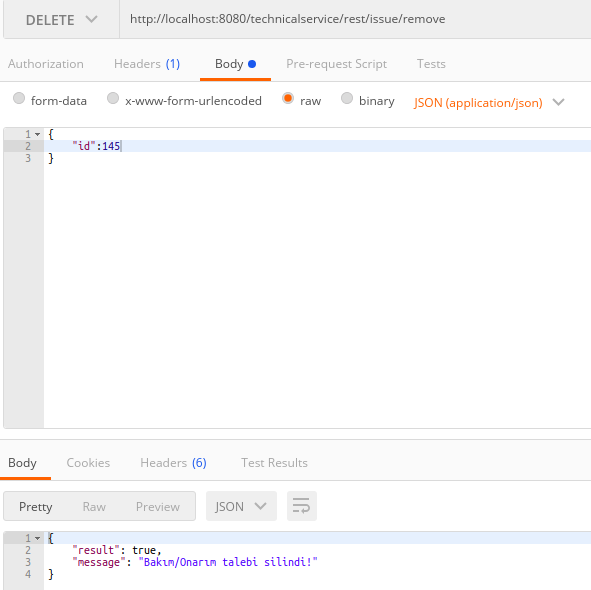 DELETE http://localhost:8080/technicalservice/rest/issue/remove
Authorization Headers (1) Body Pre-request Script Tests
form-data x-www-form-urlencoded raw binary JSON (application/json)
1 {
2 "id":145
3 }
Body Cookies Headers (6) Test Results
Pretty Raw Preview JSON
1 {
2 "result": true,
3 "message": "Bakım/Onarım talebi silindi!"
4 }